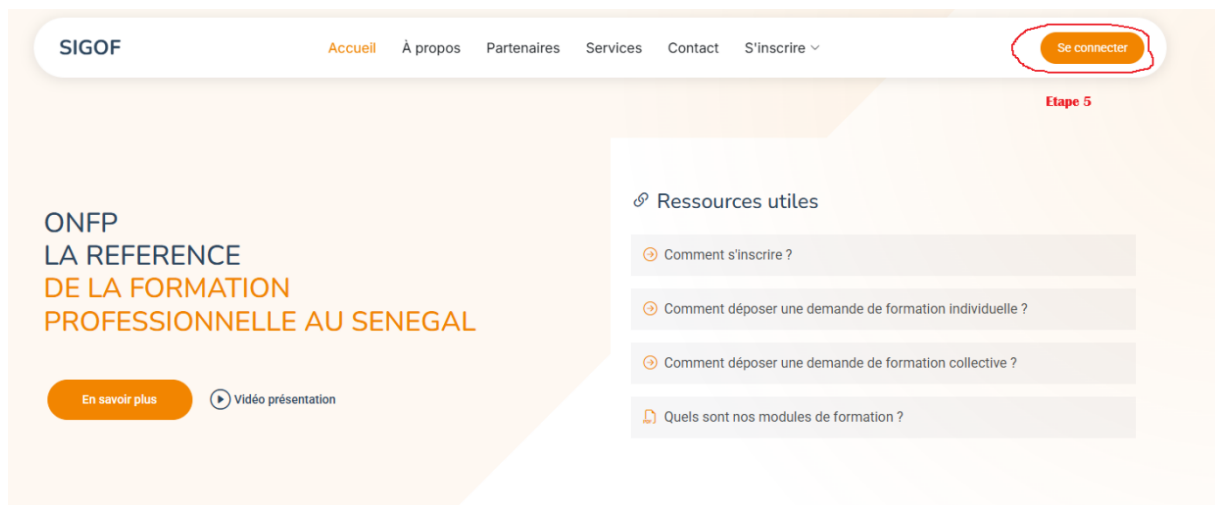 SIGOF
Accueil
À propos
Partenaires
Services
Contact
S'inscrire
Se connecter
Etape 5
ONFP
LA REFERENCE
DE LA FORMATION
PROFESSIONNELLE AU SENEGAL
En savoir plus
Vidéo présentation
Ressources utiles
Comment s'inscrire ?
Comment déposer une demande de formation individuelle ?
Comment déposer une demande de formation collective ?
Quels sont nos modules de formation ?